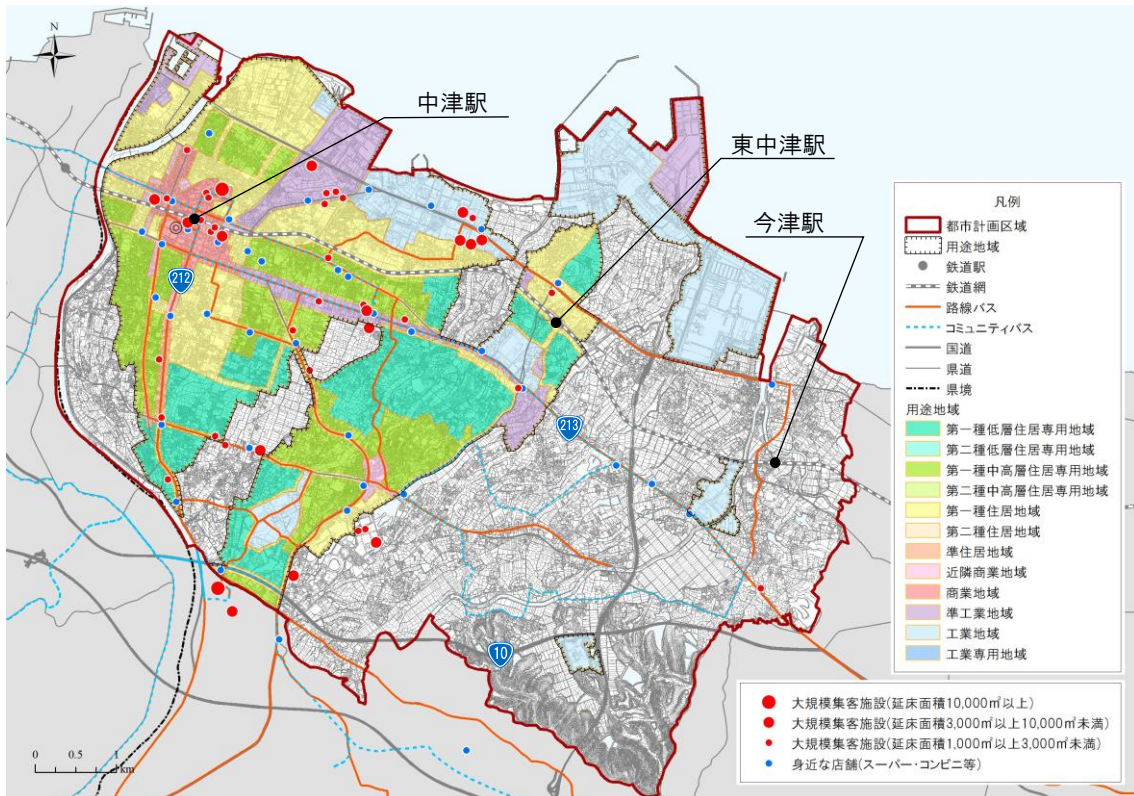 N
中津駅
東中津駅
今津駅
212
213
10
0 0.5 1
km
凡例
都市計画区域
用途地域
鉄道駅
鉄道網
路線バス
コミュニティバス
国道
県道
県境
用途地域
第一種低層住居専用地域
第二種低層住居専用地域
第一種中高層住居専用地域
第二種中高層住居専用地域
第一種住居地域
第二種住居地域
準住居地域
近隣商業地域
商業地域
準工業地域
工業地域
工業専用地域
大規模集客施設(延床面積10,000㎡以上)
大規模集客施設(延床面積3,000㎡以上10,000㎡未満)
大規模集客施設(延床面積1,000㎡以上3,000㎡未満)
身近な店舗(スーパー・コンビニ等)